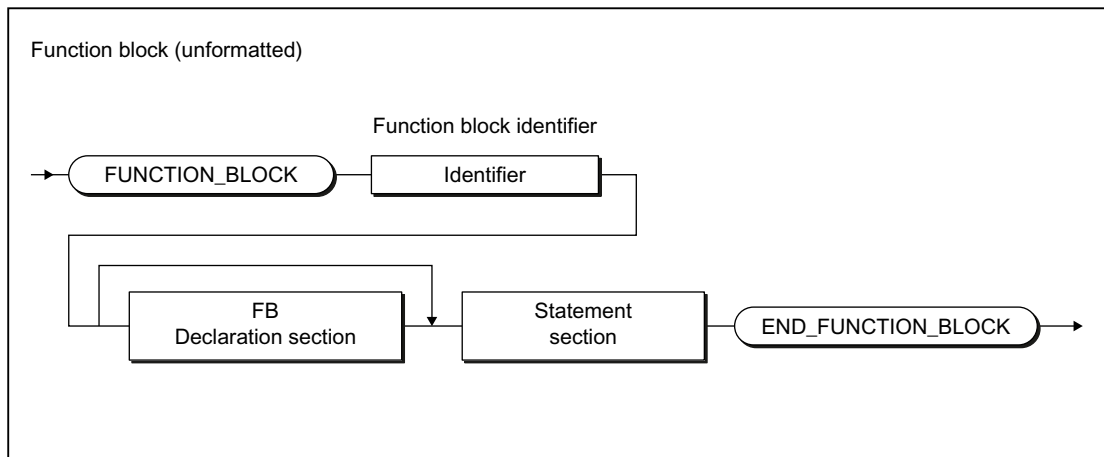 Function block (unformatted)
Function block identifier
FUNCTION_BLOCK
Identifier
FB
Declaration section
Statement
section
END_FUNCTION_BLOCK